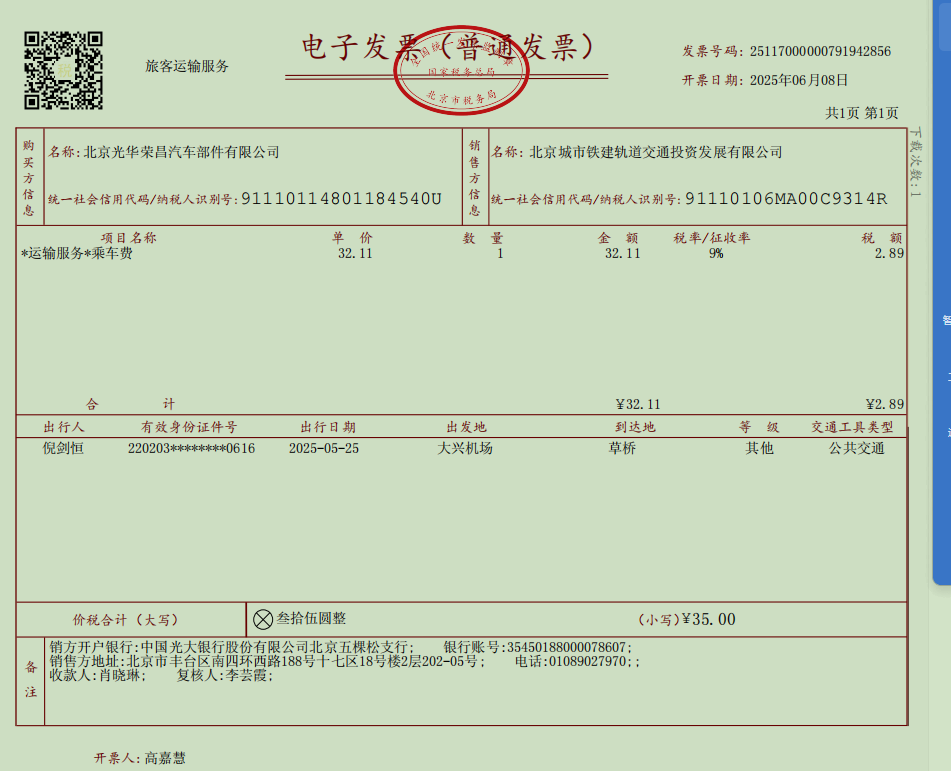 电子发票（普通发票）
旅客运输服务
全国统一发票监制章
国家税务总局
北京市税务局
发票号码: 25117000000791942856
开票日期: 2025年06月08日
共1页 第1页
购买方信息
名称: 北京光华荣昌汽车部件有限公司
统一社会信用代码/纳税人识别号: 91110114801184540U
销售方信息
名称: 北京城市铁建轨道交通投资发展有限公司
统一社会信用代码/纳税人识别号: 91110106MA00C9314R
下载次数:1
项目名称 单 价 数 量 金 额 税率/征收率 税 额
*运输服务*乘车费 32.11 1 32.11 9% 2.89
合 计 ¥32.11 ¥2.89
出行人 有效身份证件号 出行日期 出发地 到达地 等 级 交通工具类型
倪剑恒 220203********0616 2025-05-25 大兴机场 草桥 其他 公共交通
价税合计（大写） 叁拾伍圆整 （小写）¥35.00
备注
销方开户银行:中国光大银行股份有限公司北京五棵松支行; 银行账号:35450188000078607;
销售方地址:北京市丰台区南四环西路188号十七区18号楼2层202-05号; 电话:01089027970;;
收款人:肖晓琳; 复核人:李芸霞;
开票人: 高嘉慧